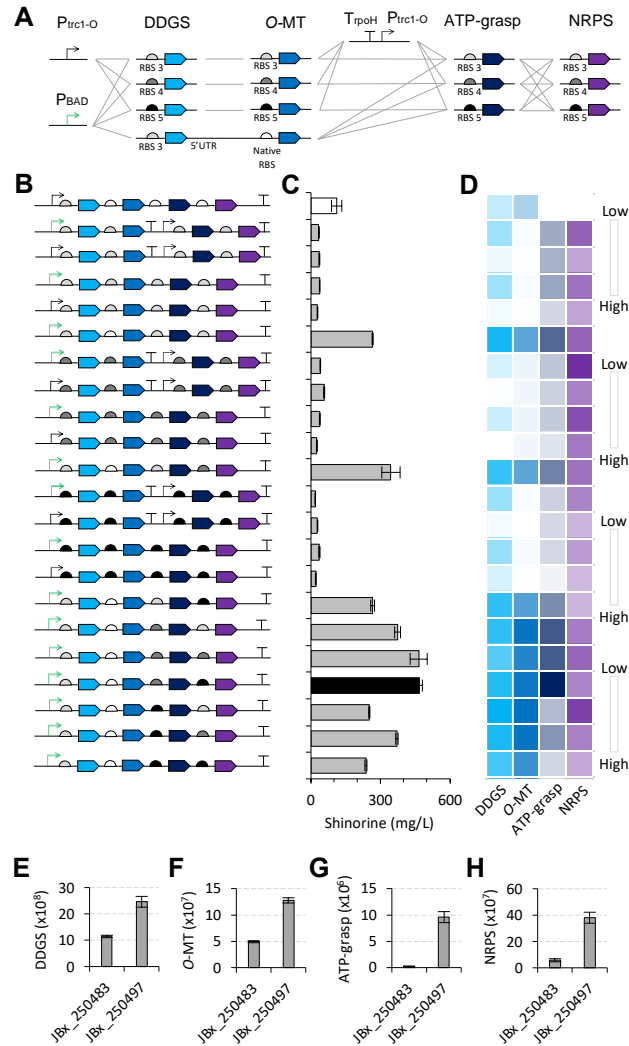 A
P_trc1-O
DDGS
O-MT
T_rpoH P_trc1-O
ATP-grasp
NRPS
RBS 3
RBS 3
RBS 3
RBS 3
P_BAD
RBS 4
RBS 4
RBS 4
RBS 4
RBS 5
RBS 5
RBS 5
RBS 5
RBS 3
5'UTR
Native
RBS
B
C
D
Low
High
Low
High
Low
High
Low
High
0
300
600
Shinorine (mg/L)
DDGS
O-MT
ATP-grasp
NRPS
E
DDGS (x10^8)
30
20
10
0
JBx_250483
JBx_250497
F
O-MT (x10^7)
15
10
5
0
JBx_250483
JBx_250497
G
ATP-grasp (x10^6)
15
10
5
0
JBx_250483
JBx_250497
H
NRPS (x10^7)
60
40
20
0
JBx_250483
JBx_250497